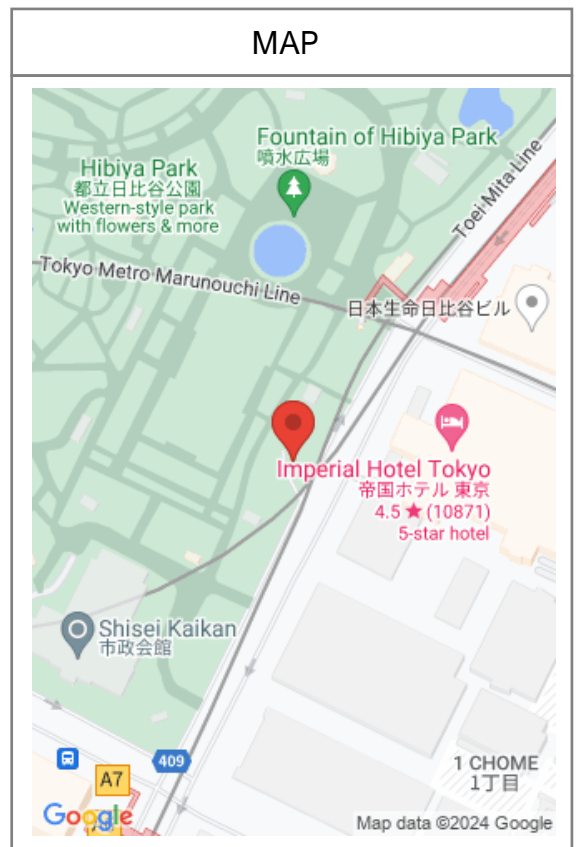 MAP
Fountain of Hibiya Park
噴水広場
Hibiya Park
都立日比谷公園
Western-style park
with flowers & more
Toei Mita Line
Tokyo Metro Marunouchi Line
日本生命日比谷ビル
Imperial Hotel Tokyo
帝国ホテル 東京
4.5 ★ (10871)
5-star hotel
Shisei Kaikan
市政会館
409
1 CHOME
1丁目
A7
Google
Map data ©2024 Google